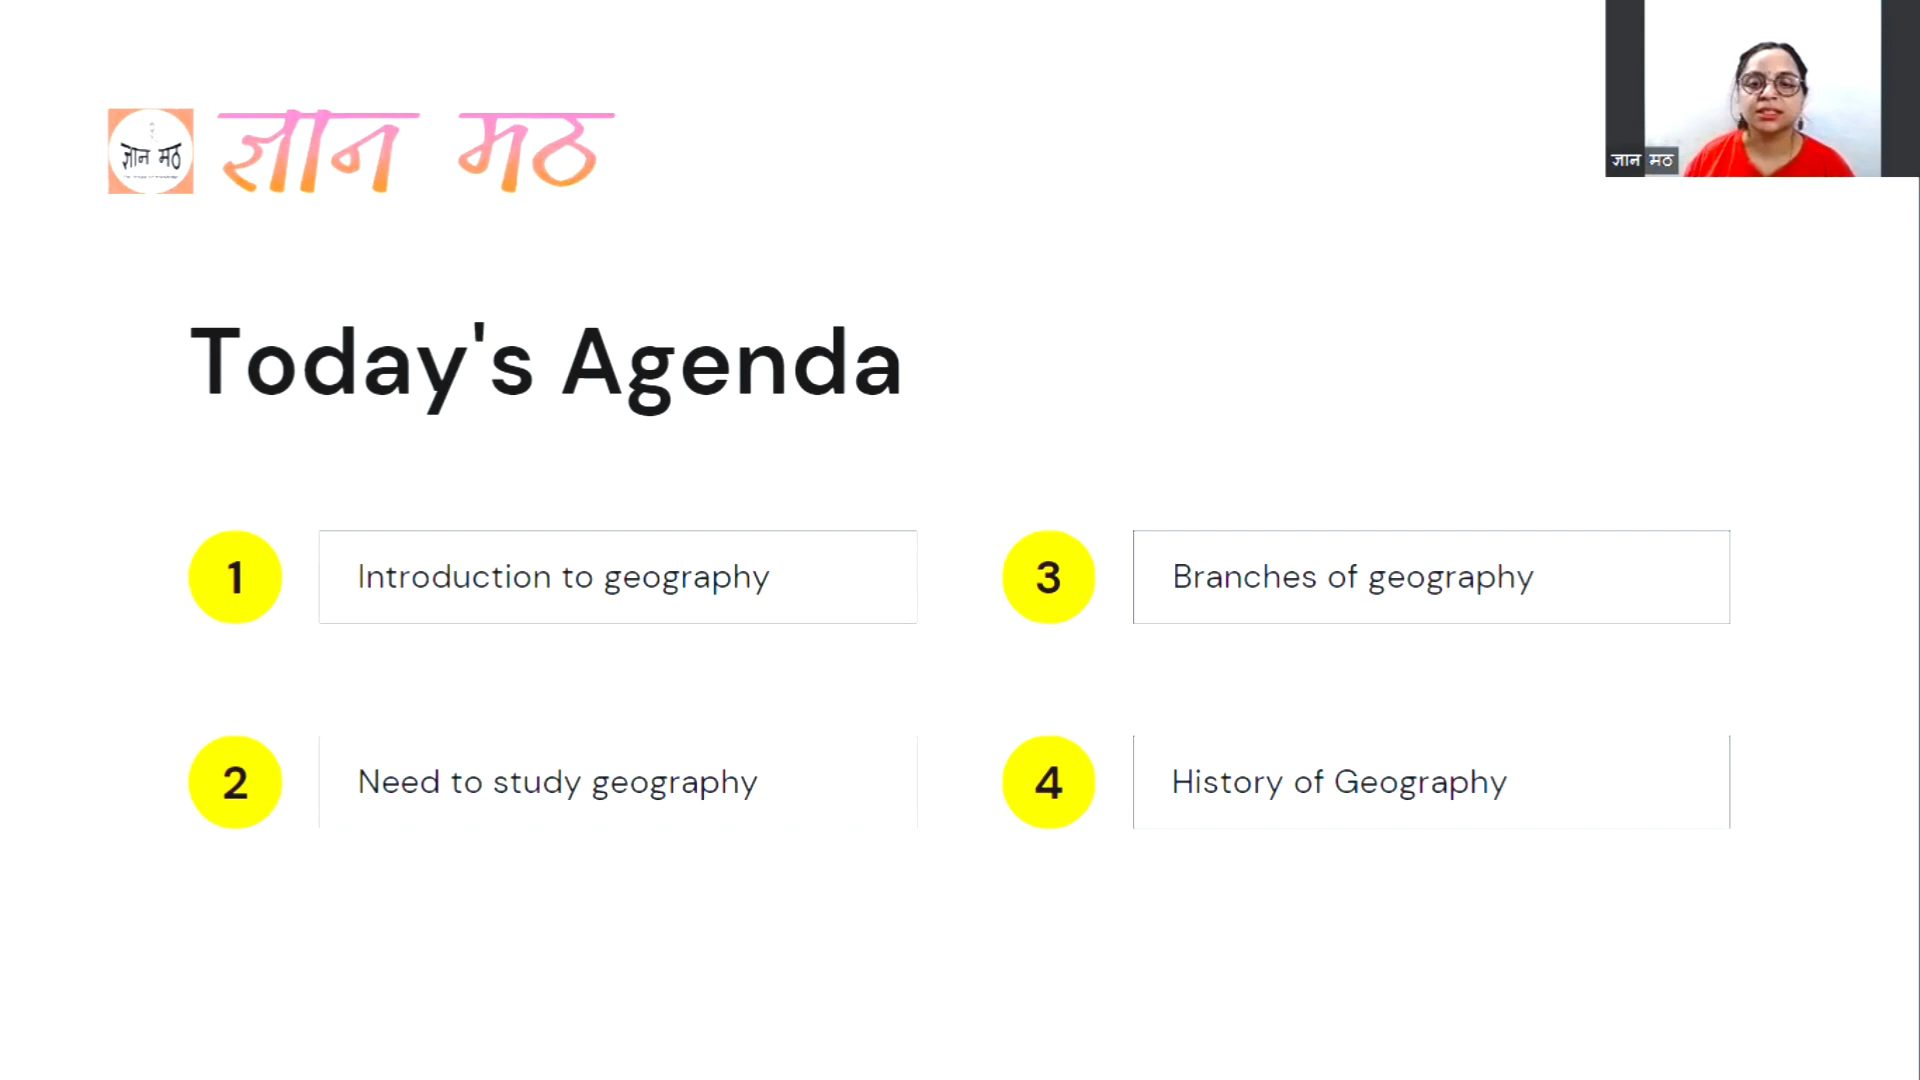 ज्ञान मठ
ज्ञान मठ
ज्ञान मठ
Today's Agenda
1
Introduction to geography
2
Need to study geography
3
Branches of geography
4
History of Geography